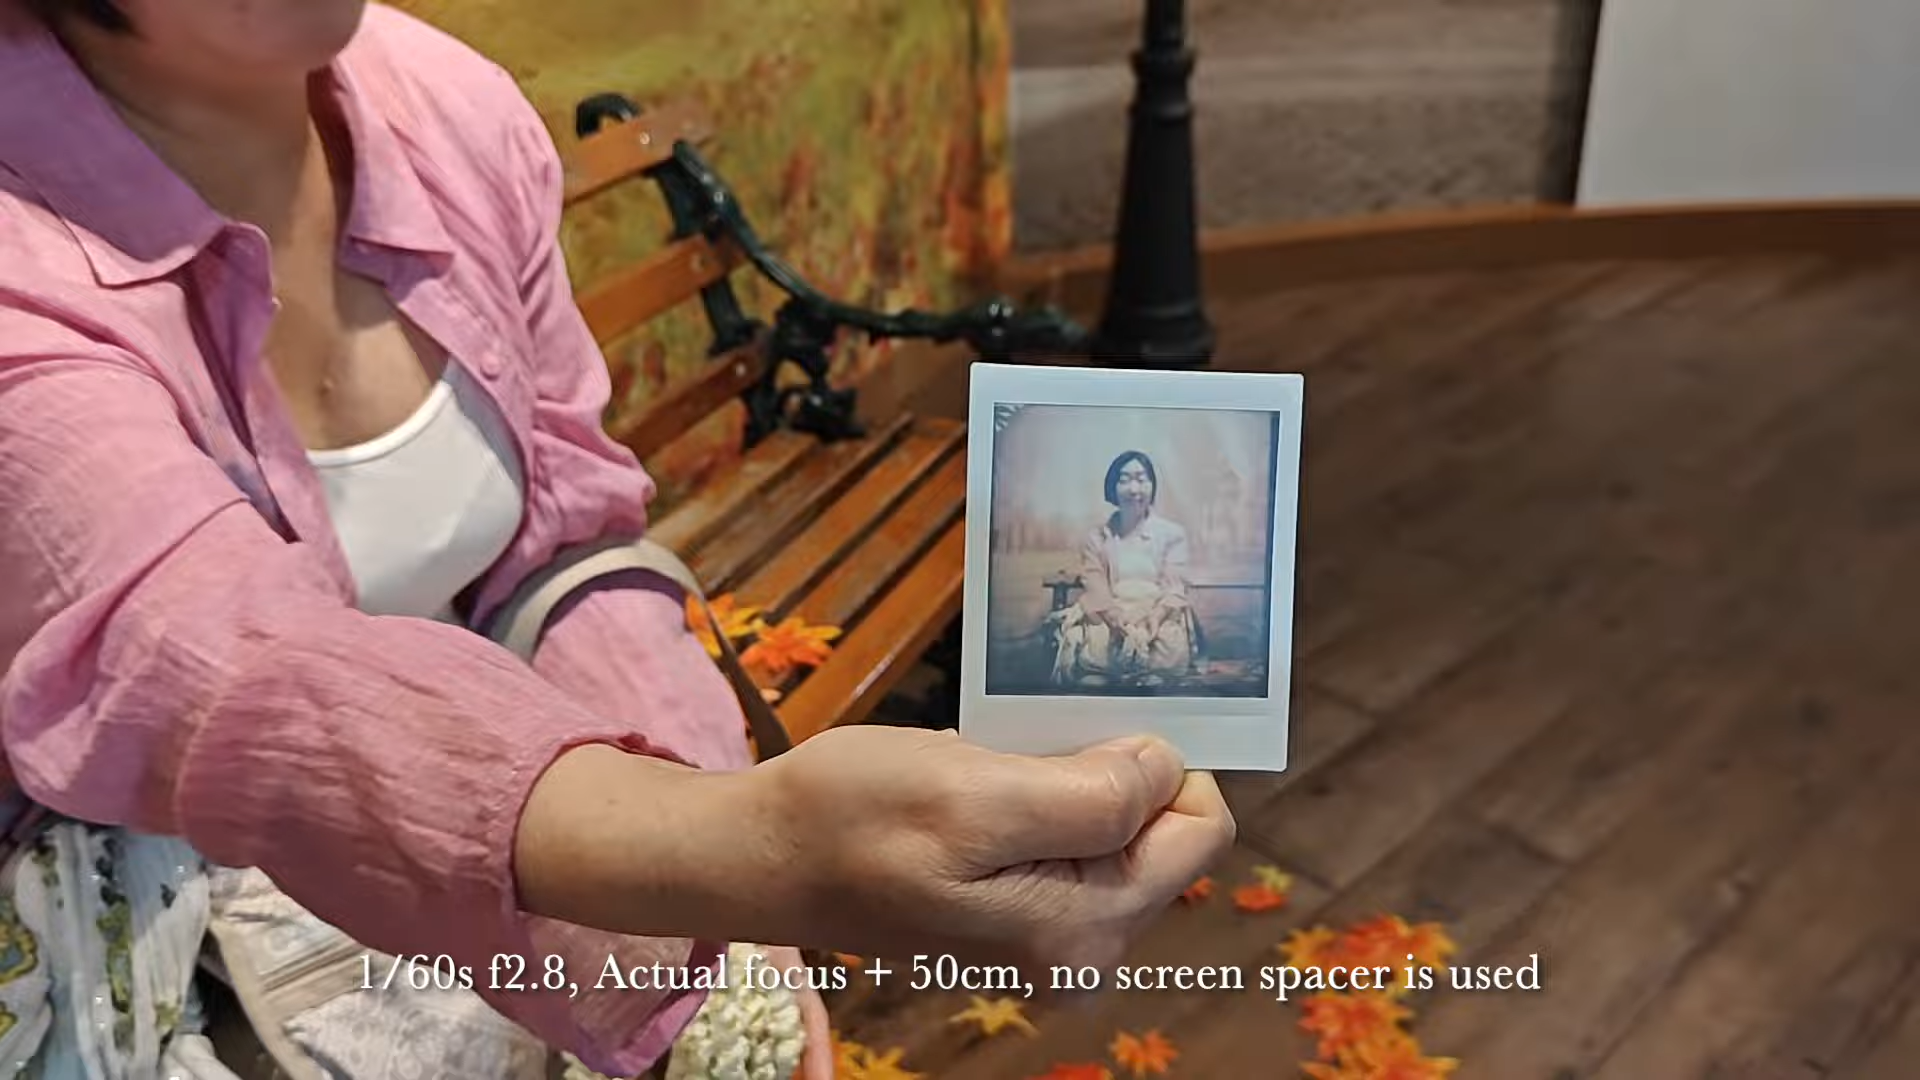 1/60s f2.8, Actual focus + 50cm, no screen spacer is used